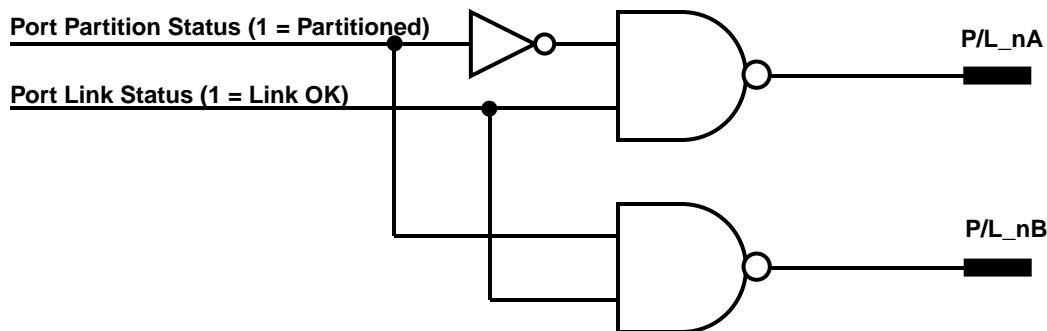 Port Partition Status (1 = Partitioned)
P/L_nA
Port Link Status (1 = Link OK)
P/L_nB